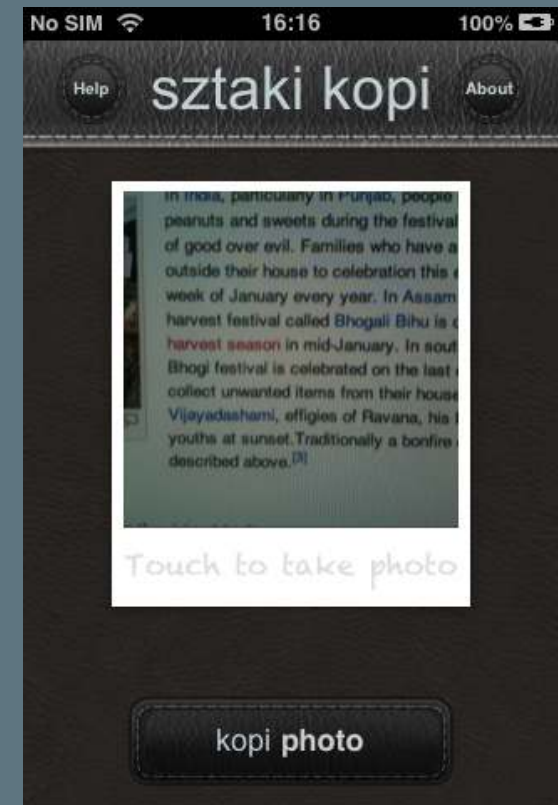 No SIM 16:16 100%
Help sztaki kopi About
In India, particularly in Punjab, people
peanuts and sweets during the festival
of good over evil. Families who have a
outside their house to celebration this
week of January every year. In Assam
harvest festival called Bhogali Bihu is
harvest season in mid-January. In sout
Bhogi festival is celebrated on the last
collect unwanted items from their house
Vijayadashami, effigies of Ravana, his
youths at sunset.Traditionally a bonfire
described above.[3]
Touch to take photo
kopi photo